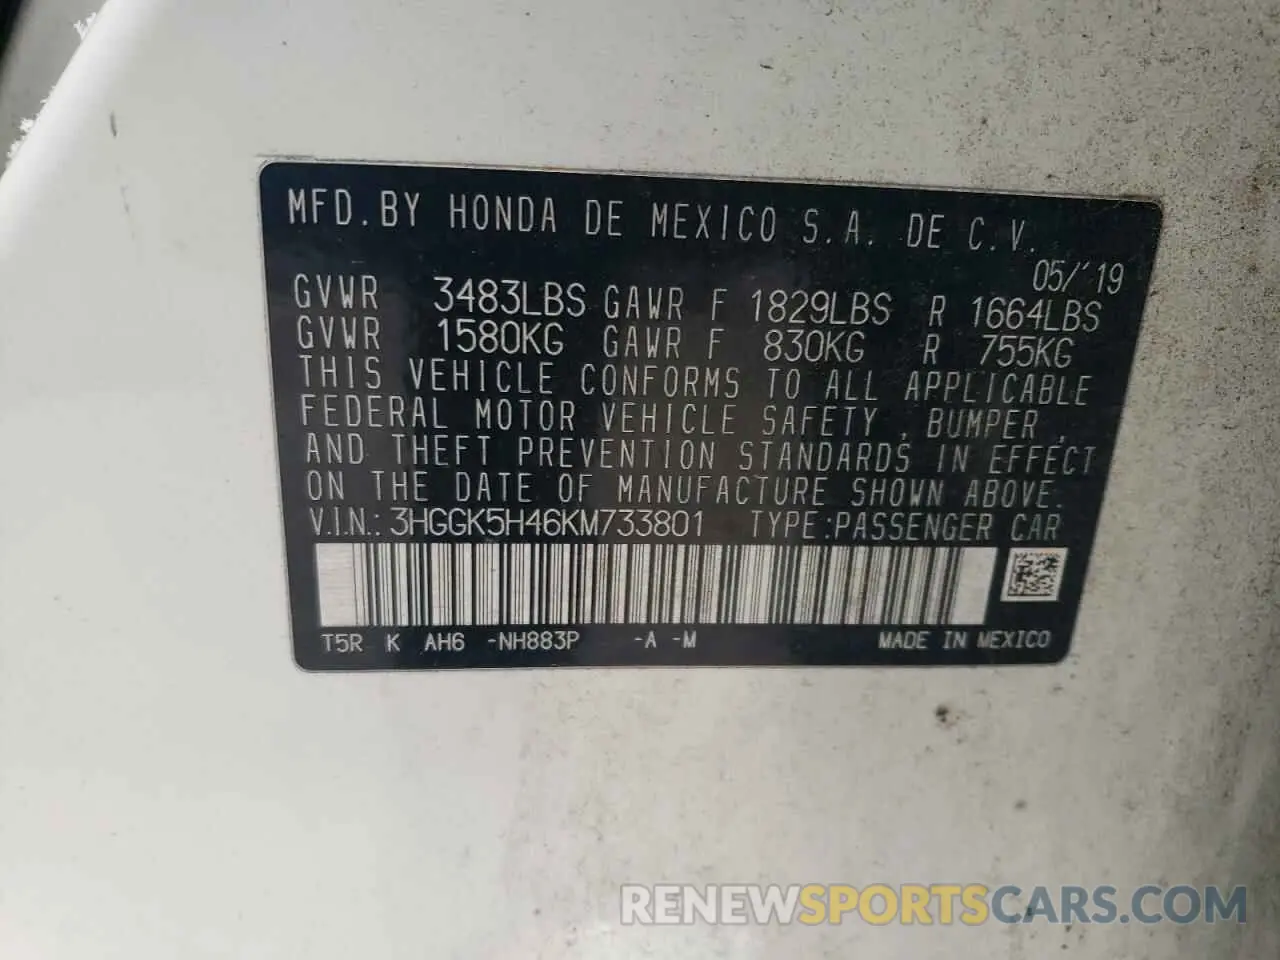 MFD. BY HONDA DE MEXICO S.A. DE C.V.
05/'19
GVWR 3483LBS GAWR F 1829LBS R 1664LBS
GVWR 1580KG GAWR F 830KG R 755KG
THIS VEHICLE CONFORMS TO ALL APPLICABLE
FEDERAL MOTOR VEHICLE SAFETY , BUMPER ,
AND THEFT PREVENTION STANDARDS IN EFFECT
ON THE DATE OF MANUFACTURE SHOWN ABOVE.
V.I.N.: 3HGGK5H46KM733801 TYPE:PASSENGER CAR
T5R K AH6 -NH883P -A -M MADE IN MEXICO
RENEWSPORTSCARS.COM